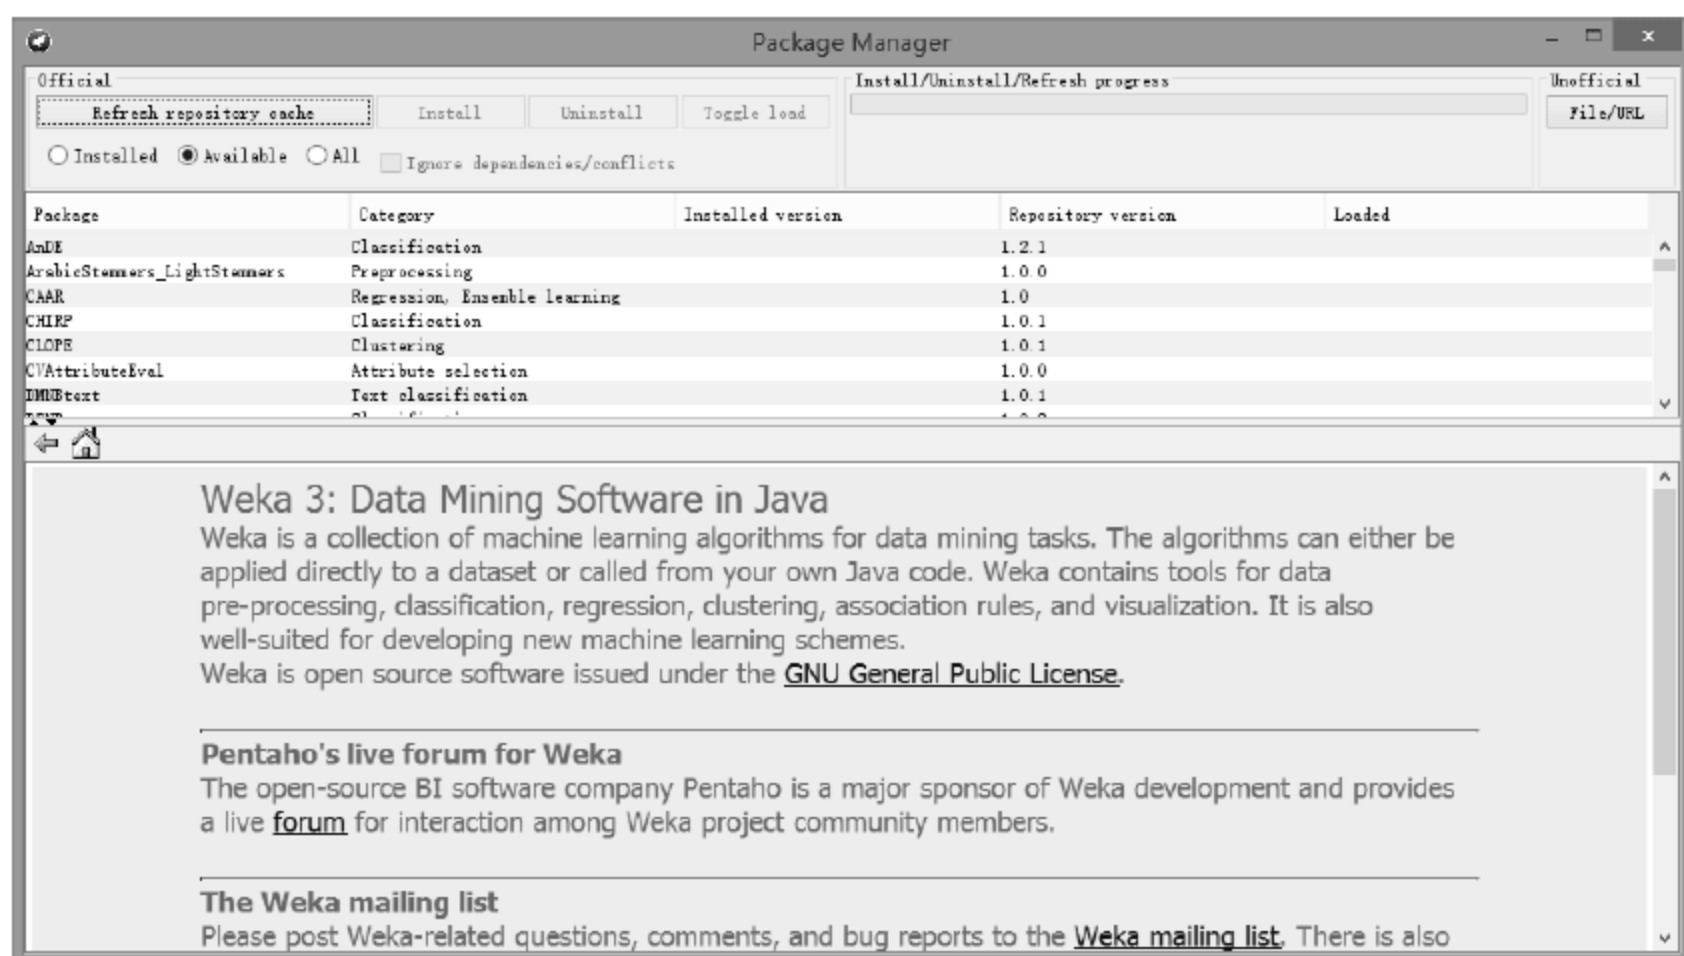 Package Manager
Official
Install/Uninstall/Refresh progress
Unofficial
Refresh repository cache Install Uninstall Toggle load
File/URL
Installed Available All Ignore dependencies/conflicts
Package Category Installed version Repository version Loaded
AnDE Classification 1.2.1
ArabicStemmers_LightStemmers Preprocessing 1.0.0
CAAR Regression, Ensemble learning 1.0
CHIRP Classification 1.0.1
CLOPE Clustering 1.0.1
CVAttributeEval Attribute selection 1.0.0
DMNBtext Text classification 1.0.1
Weka 3: Data Mining Software in Java
Weka is a collection of machine learning algorithms for data mining tasks. The algorithms can either be
applied directly to a dataset or called from your own Java code. Weka contains tools for data
pre-processing, classification, regression, clustering, association rules, and visualization. It is also
well-suited for developing new machine learning schemes.
Weka is open source software issued under the GNU General Public License.
Pentaho's live forum for Weka
The open-source BI software company Pentaho is a major sponsor of Weka development and provides
a live forum for interaction among Weka project community members.
The Weka mailing list
Please post Weka-related questions, comments, and bug reports to the Weka mailing list. There is also